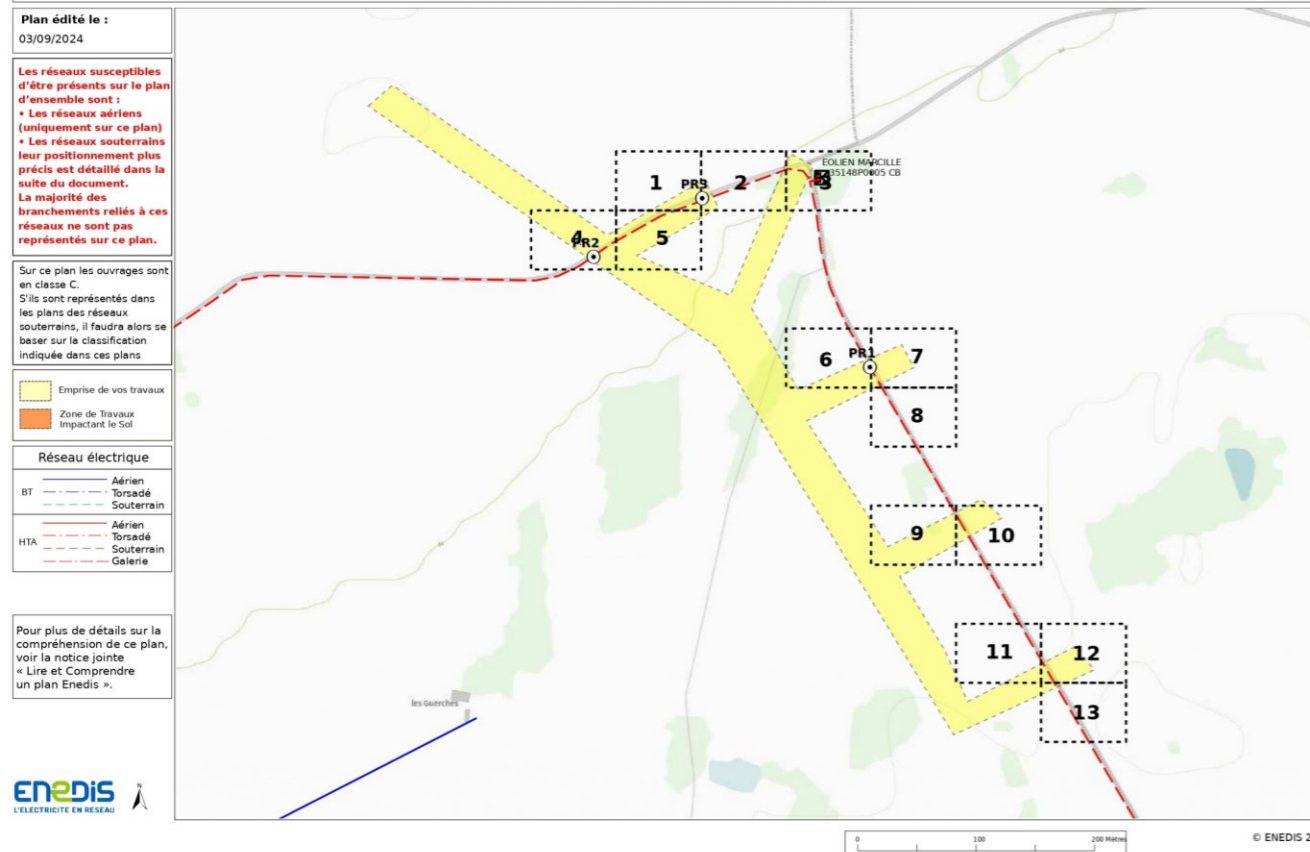 Plan édité le :
03/09/2024
Les réseaux susceptibles
d'être présents sur le plan
d'ensemble sont :
• Les réseaux aériens
(uniquement sur ce plan)
• Les réseaux souterrains
leur positionnement plus
précis est détaillé dans la
suite du document.
La majorité des
branchements reliés à ces
réseaux ne sont pas
représentés sur ce plan.
Sur ce plan les ouvrages sont
en classe C.
S'ils sont représentés dans
les plans des réseaux
souterrains, il faudra alors se
baser sur la classification
indiquée dans ces plans
Emprise de vos travaux
Zone de Travaux
Impactant le Sol
Réseau électrique
BT
Aérien
Torsadé
Souterrain
HTA
Aérien
Torsadé
Souterrain
Galerie
Pour plus de détails sur la
compréhension de ce plan,
voir la notice jointe
« Lire et Comprendre
un plan Enedis ».
ENEDIS
L'ELECTRICITE EN RESEAU
N
EOLIEN MARCILLE
35148P0005 CB
1
PR3
2
3
4
PR2
5
6
PR1
7
8
9
10
11
12
13
les Guerches
0
100
200 Mètres
© ENEDIS 2